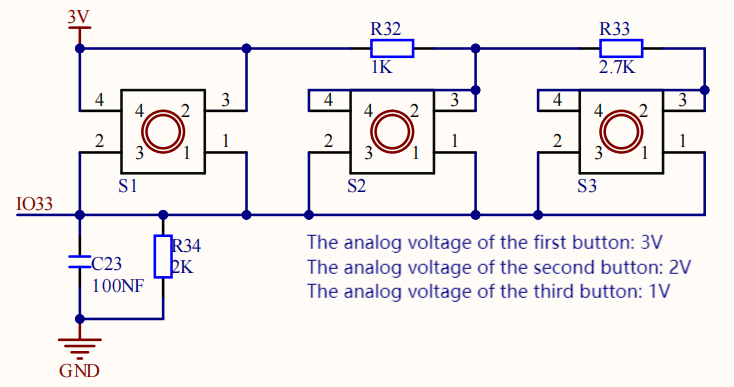 3V
R32
R33
1K
2.7K
4 4 2 3
2 3 1 1
S1
4 4 2 3
2 3 1 1
S2
4 4 2 3
2 3 1 1
S3
IO33
C23
100NF
R34
2K
GND
The analog voltage of the first button: 3V
The analog voltage of the second button: 2V
The analog voltage of the third button: 1V